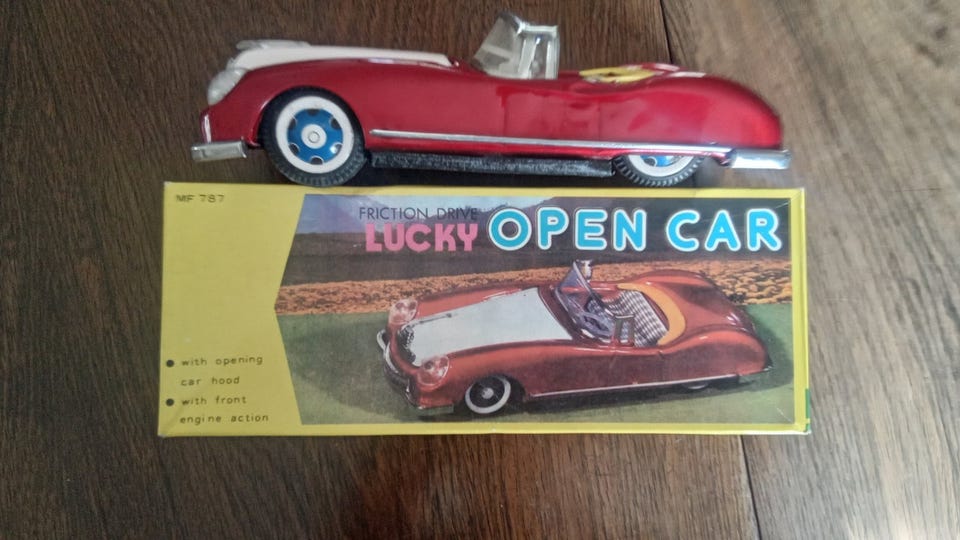 MF 787
FRICTION DRIVE
LUCKY OPEN CAR
● with opening
car hood
● with front
engine action